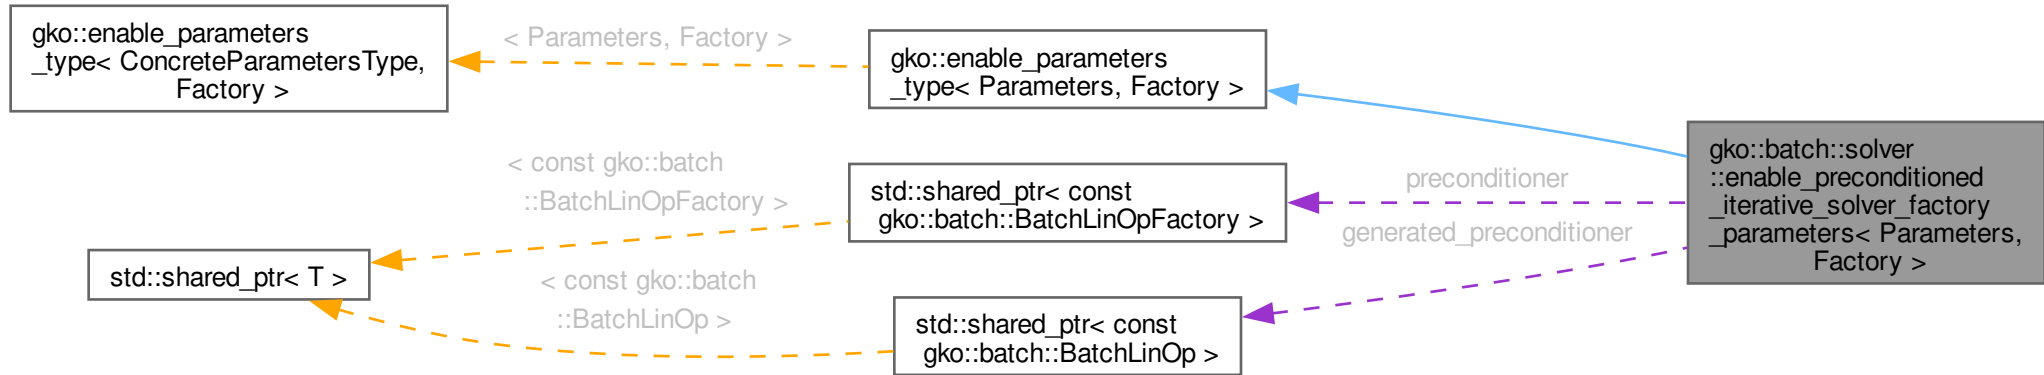 gko::enable_parameters
_type< ConcreteParametersType,
Factory >
< Parameters, Factory >
gko::enable_parameters
_type< Parameters, Factory >
< const gko::batch
::BatchLinOpFactory >
std::shared_ptr< const
gko::batch::BatchLinOpFactory >
preconditioner
generated_preconditioner
gko::batch::solver
::enable_preconditioned
_iterative_solver_factory
_parameters< Parameters,
Factory >
std::shared_ptr< T >
< const gko::batch
::BatchLinOp >
std::shared_ptr< const
gko::batch::BatchLinOp >